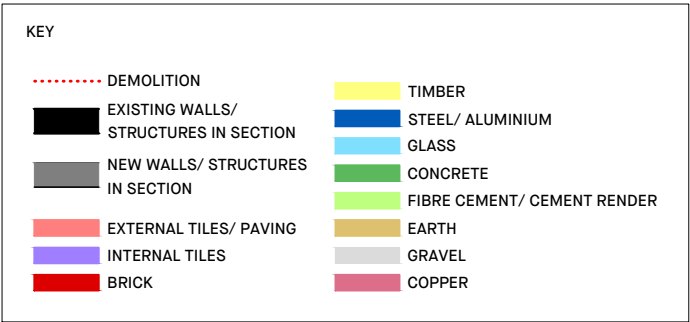 KEY
DEMOLITION
EXISTING WALLS/
STRUCTURES IN SECTION
NEW WALLS/ STRUCTURES
IN SECTION
EXTERNAL TILES/ PAVING
INTERNAL TILES
BRICK
TIMBER
STEEL/ ALUMINIUM
GLASS
CONCRETE
FIBRE CEMENT/ CEMENT RENDER
EARTH
GRAVEL
COPPER